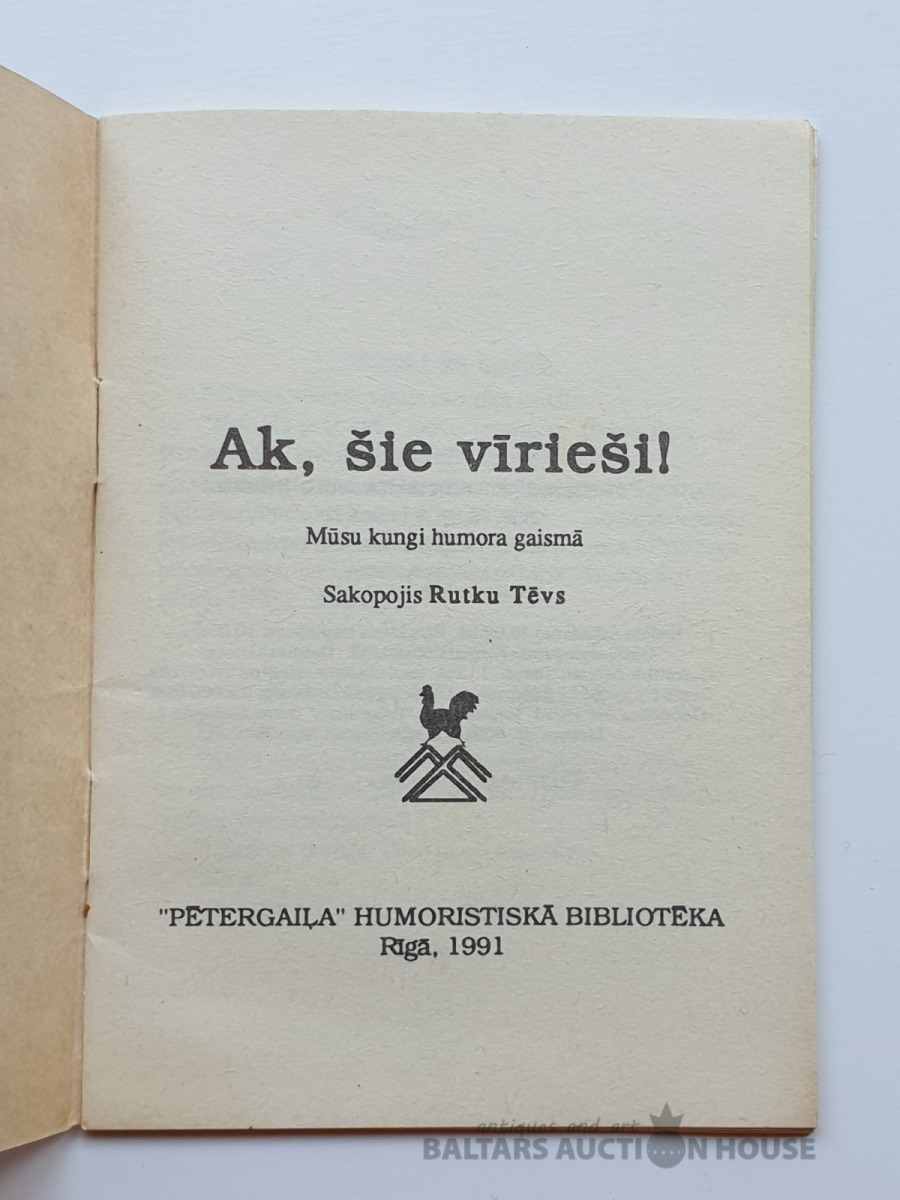 Ak, šie vīrieši!
Mūsu kungi humora gaismā
Sakopojis Rutku Tēvs
"PĒTERGAIĻA" HUMORISTISKĀ BIBLIOTĒKA
Rīgā, 1991
antiques and art
BALTARS AUCTION HOUSE